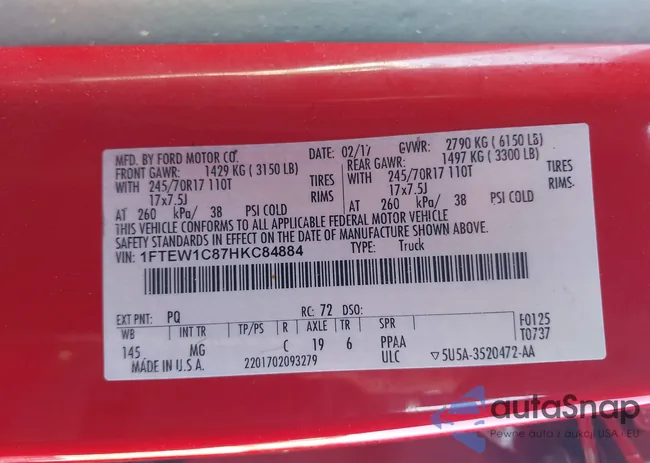 MFD. BY FORD MOTOR CO.
DATE: 02/17 GVWR: 2790 KG ( 6150 LB)
FRONT GAWR: 1429 KG ( 3150 LB) REAR GAWR: 1497 KG ( 3300 LB)
WITH 245/70R17 110T TIRES WITH 245/70R17 110T TIRES
17x7.5J RIMS 17x7.5J RIMS
AT 260 kPa/ 38 PSI COLD AT 260 kPa/ 38 PSI COLD
THIS VEHICLE CONFORMS TO ALL APPLICABLE FEDERAL MOTOR VEHICLE
SAFETY STANDARDS IN EFFECT ON THE DATE OF MANUFACTURE SHOWN ABOVE.
VIN: 1FTEW1C87HKC84884 TYPE: Truck
EXT PNT: PQ RC: 72 DSO:
WB INT TR TP/PS R AXLE TR SPR F0125
T0737
145 MG C 19 6 PPAA
MADE IN U.S.A. 2201702093279 ULC ▽5U5A-3520472-AA
autoSnap
Pewne auta z aukcji USA i EU